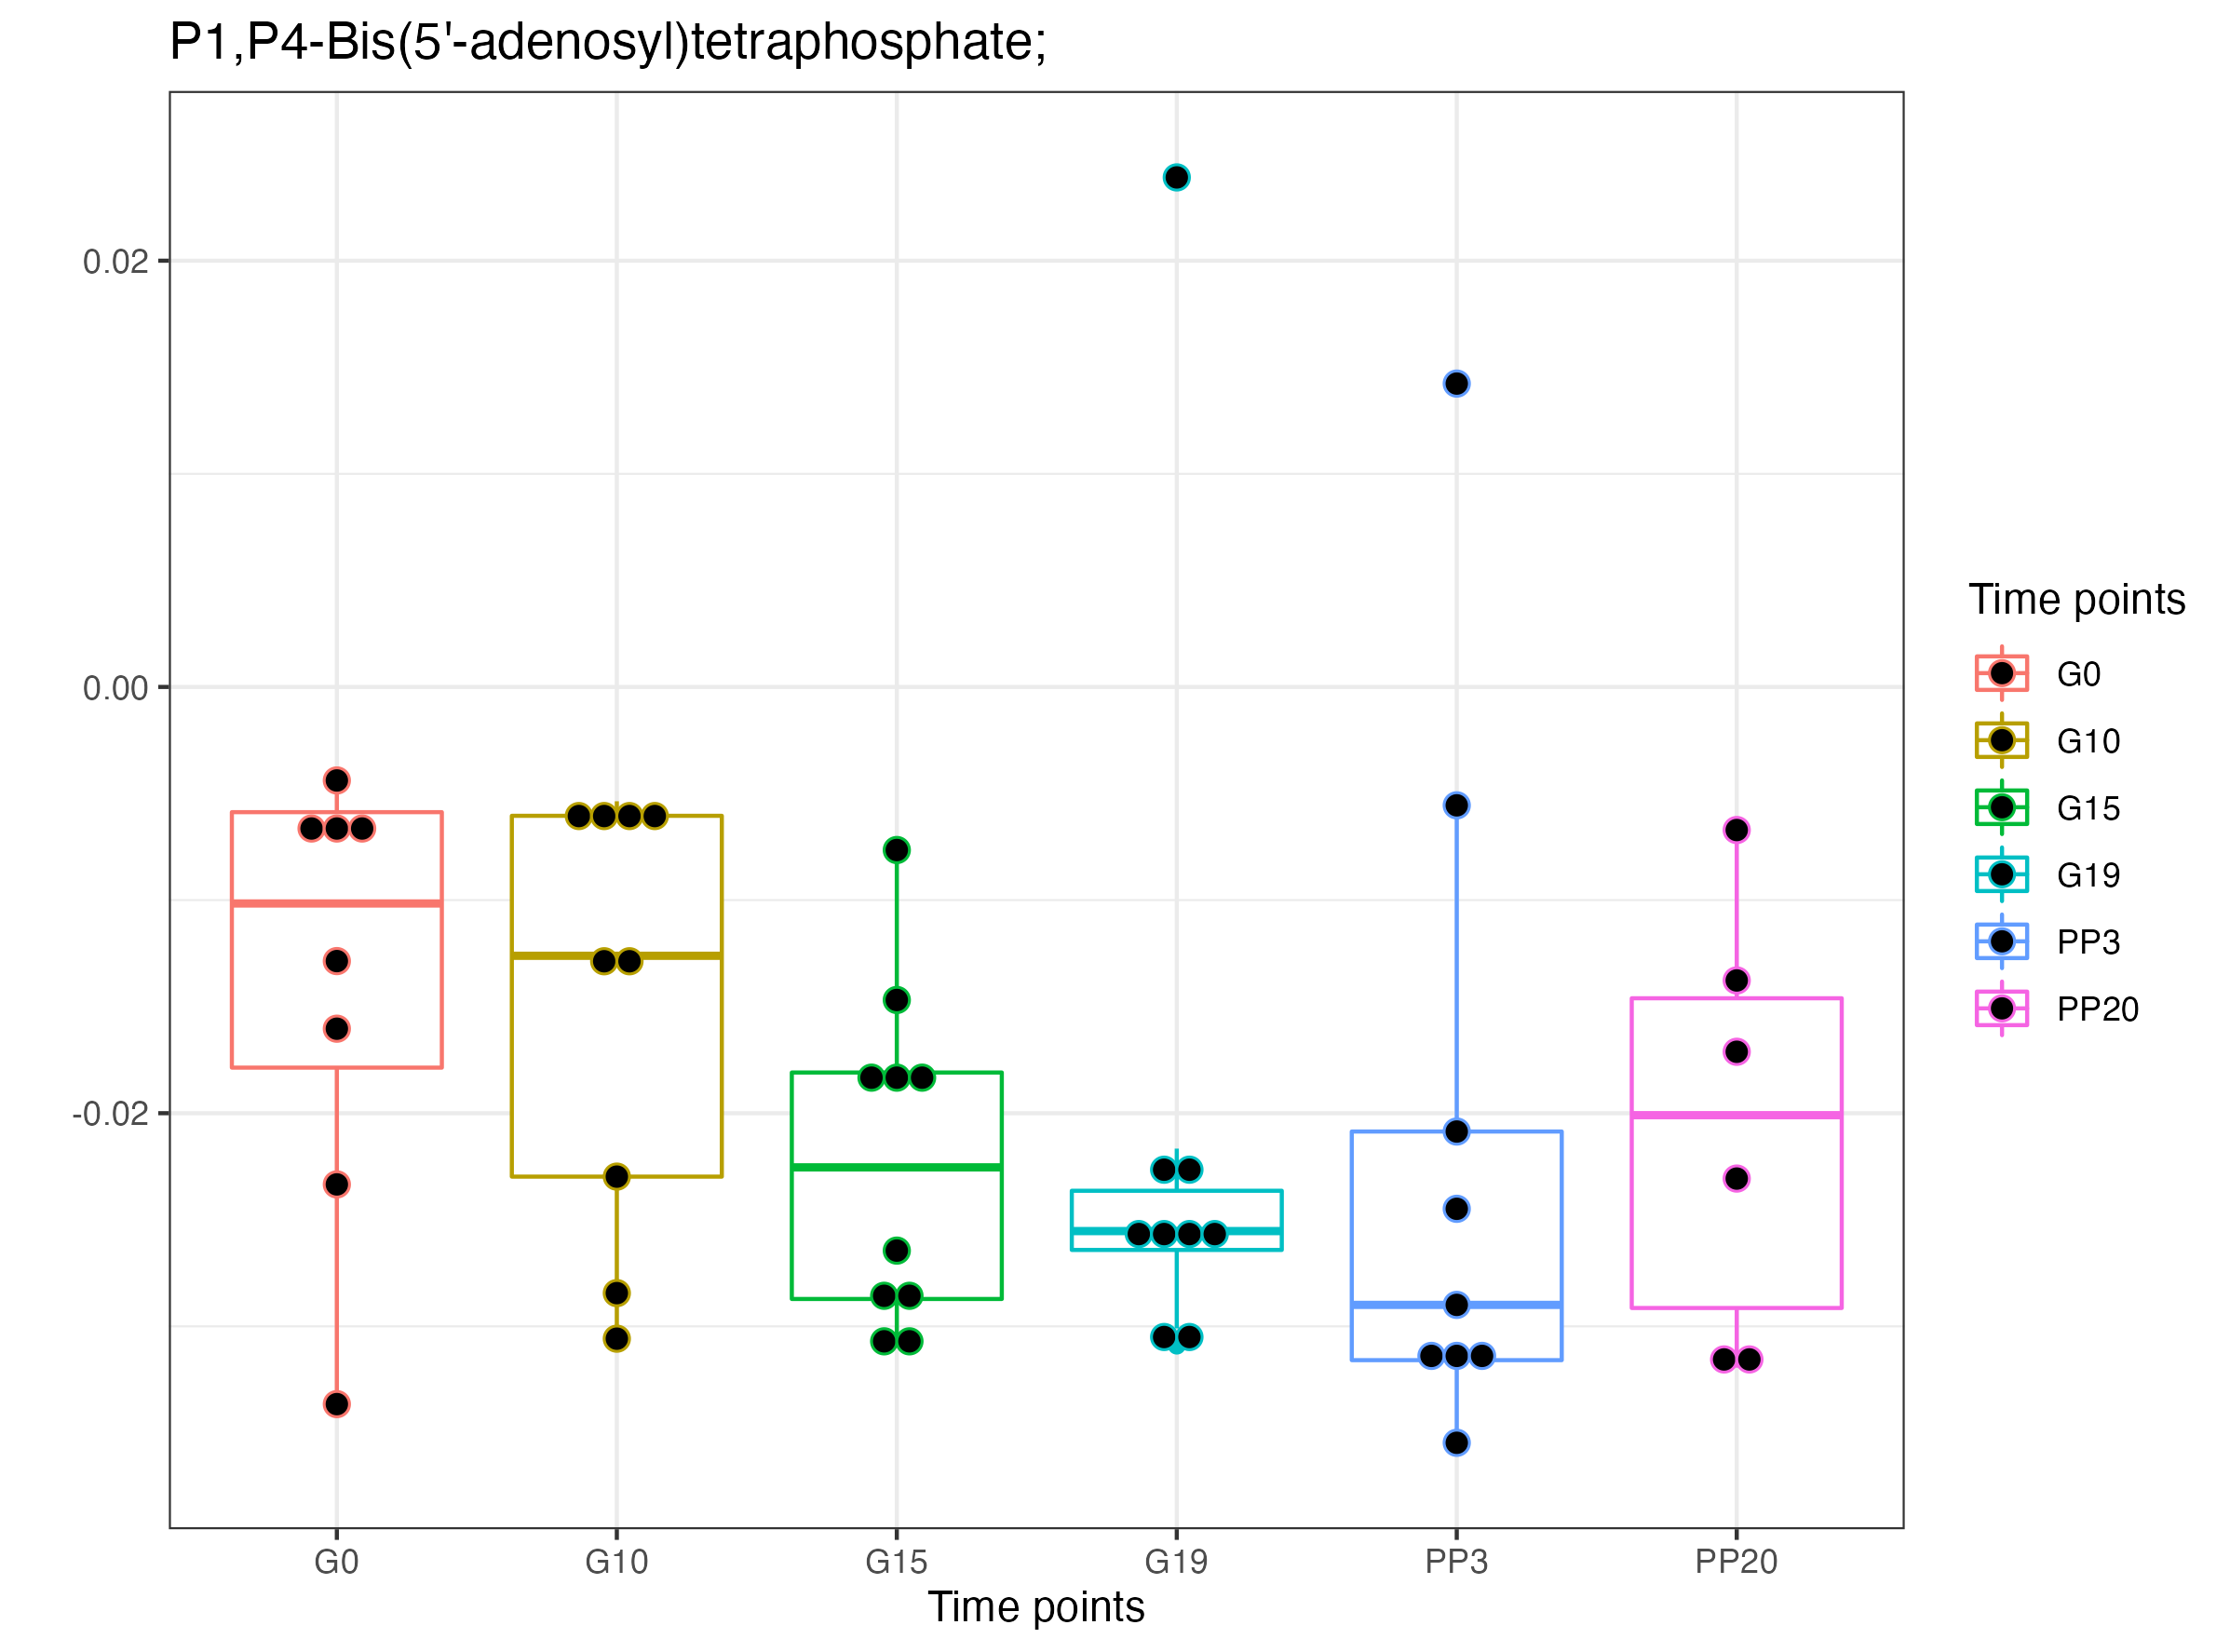 P1,P4-Bis(5'-adenosyl)tetraphosphate;
0.02
0.00
-0.02
G0 G10 G15 G19 PP3 PP20
Time points
Time points
G0
G10
G15
G19
PP3
PP20